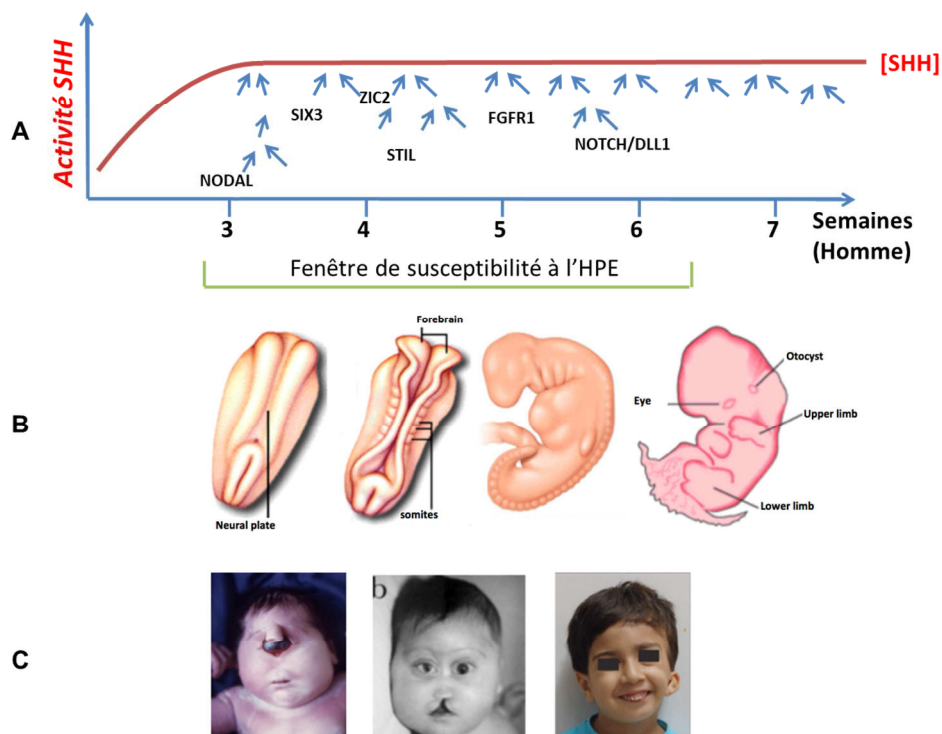 A
Activité SHH
[SHH]
SIX3
ZIC2
FGFR1
STIL
NOTCH/DLL1
NODAL
3
4
5
6
7
Semaines
(Homme)
Fenêtre de susceptibilité à l'HPE
B
Forebrain
Neural plate
somites
Otocyst
Eye
Upper limb
Lower limb
C
b